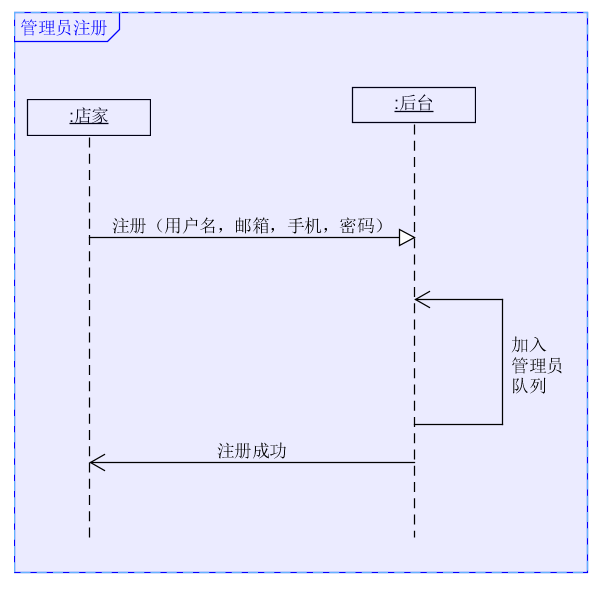 管理员注册
:店家
:后台
注册（用户名，邮箱，手机，密码）
加入
管理员
队列
注册成功